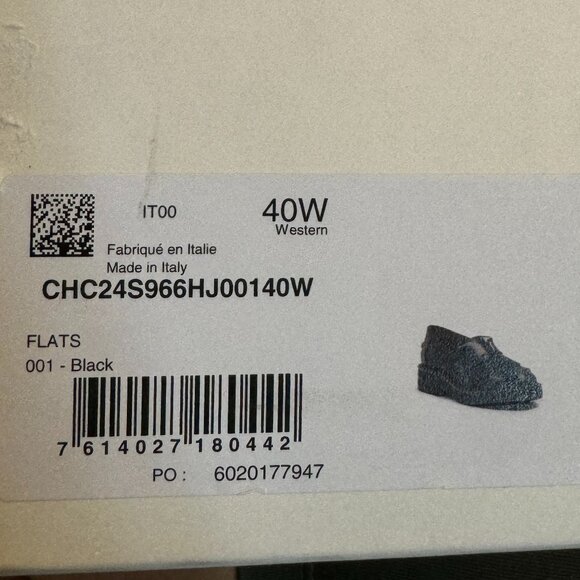 IT00
40W
Western
Fabriqué en Italie
Made in Italy
CHC24S966HJ00140W
FLATS
001 - Black
7 614027 180442
PO : 6020177947